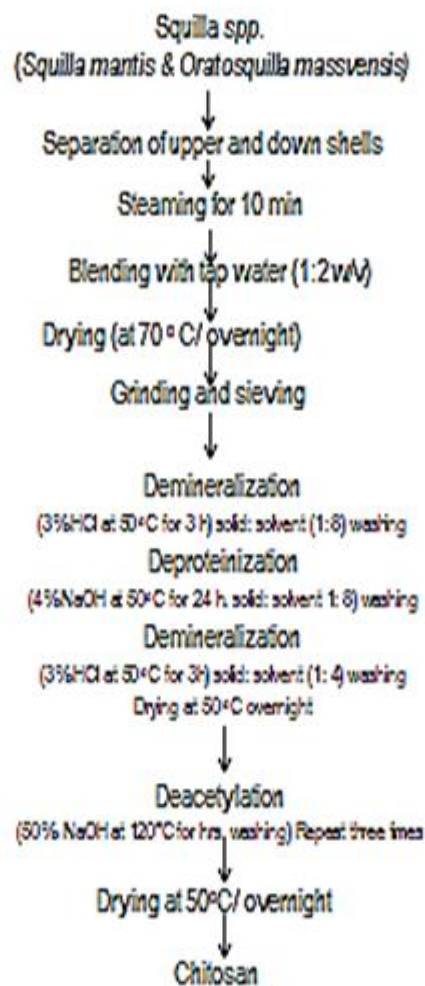 Squilla spp.
(Squilla mantis & Oratosquilla massvensis)
Separation of upper and down shells
Steaming for 10 min
Blending with tap water (1:2w/v)
Drying (at 70 º C/ overnight)
Grinding and sieving
Demineralization
(3%HCl at 50ºC for 3 h) solid: solvent (1:8) washing
Deproteinization
(4%NaOH at 50ºC for 24 h. solid: solvent 1: 8) washing
Demineralization
(3%HCl at 50ºC for 3h) solid: solvent (1: 4) washing
Drying at 50ºC overnight
Deacetylation
(50% NaOH at 120°C for hrs, washing) Repeat three times
Drying at 50ºC/ overnight
Chitosan